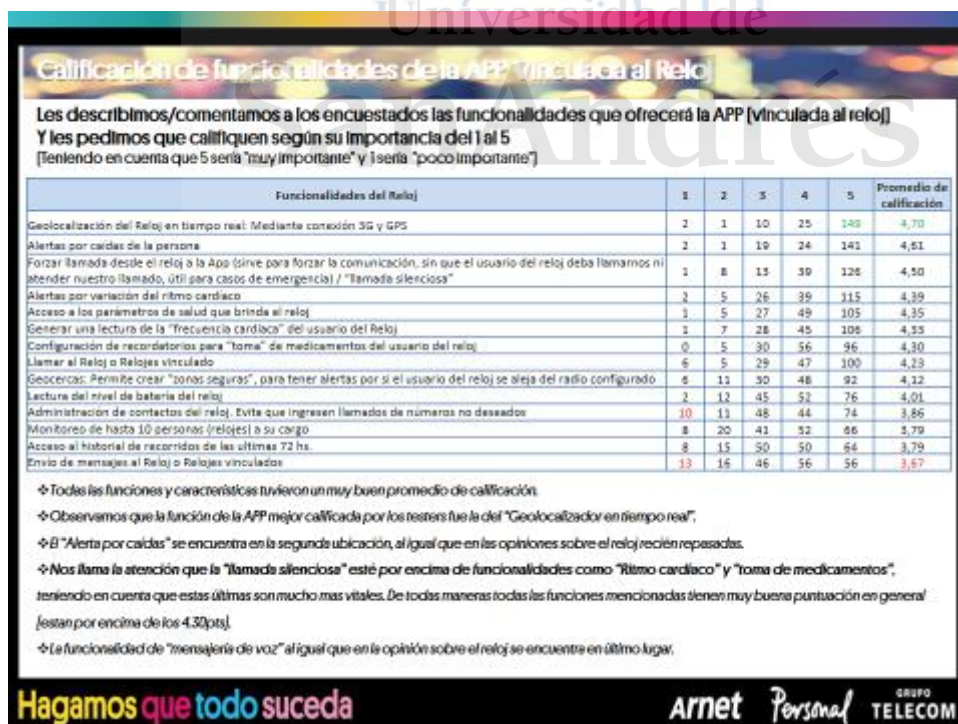 Universidad de
SanAndrés
Calificación de funcionalidades de la APP vinculada al Reloj
Les describimos/comentamos a los encuestados las funcionalidades que ofrecerá la APP (vinculada al reloj)
Y les pedimos que califiquen según su importancia del 1 al 5
(Teniendo en cuenta que 5 sería "muy importante" y 1 sería "poco importante")
Funcionalidades del Reloj 1 2 3 4 5 Promedio de calificación
Geolocalización del Reloj en tiempo real: Mediante conexión 3G y GPS 2 1 10 25 149 4,70
Alertas por caídas de la persona 2 1 19 24 141 4,61
Forzar llamada desde el reloj a la App (sirve para forzar la comunicación, sin que el usuario del reloj deba llamarnos ni
atender nuestro llamado, útil para casos de emergencia) / "llamada silenciosa" 1 8 13 39 126 4,50
Alertas por variación del ritmo cardíaco 2 5 26 39 115 4,39
Acceso a los parámetros de salud que brinda el reloj 1 5 27 49 105 4,35
Generar una lectura de la "frecuencia cardíaca" del usuario del Reloj 1 7 28 45 106 4,33
Configuración de recordatorios para "toma" de medicamentos del usuario del reloj 0 5 30 56 96 4,30
Llamar al Reloj o Relojes vinculado 6 5 29 47 100 4,23
Geocercas: Permite crear "zonas seguras", para tener alertas por si el usuario del reloj se aleja del radio configurado 6 11 30 48 92 4,12
Lectura del nivel de batería del reloj 2 12 45 52 76 4,01
Administración de contactos del reloj. Evita que ingresen llamados de números no deseados 10 11 48 44 74 3,86
Monitoreo de hasta 10 personas (relojes) a su cargo 8 20 41 52 66 3,79
Acceso al historial de recorridos de las ultimas 72 hs. 8 15 50 50 64 3,79
Envio de mensajes al Reloj o Relojes vinculados 13 16 46 56 56 3,67
❖Todas las funciones y características tuvieron un muy buen promedio de calificación.
❖Observamos que la función de la APP mejor calificada por los testers fue la del "Geolocalizador en tiempo real".
❖El "Alerta por caídas" se encuentra en la segunda ubicación, al igual que en las opiniones sobre el reloj recién repasadas.
❖Nos llama la atención que la "llamada silenciosa" esté por encima de funcionalidades como "Ritmo cardíaco" y "toma de medicamentos",
teniendo en cuenta que estas últimas son mucho mas vitales. De todas maneras todas las funciones mencionadas tienen muy buena puntuación en general
(estan por encima de los 4.30pts).
❖La funcionalidad de "mensajería de voz" al igual que en la opinión sobre el reloj se encuentra en último lugar.
Hagamos que todo suceda
Arnet Personal GRUPO TELECOM